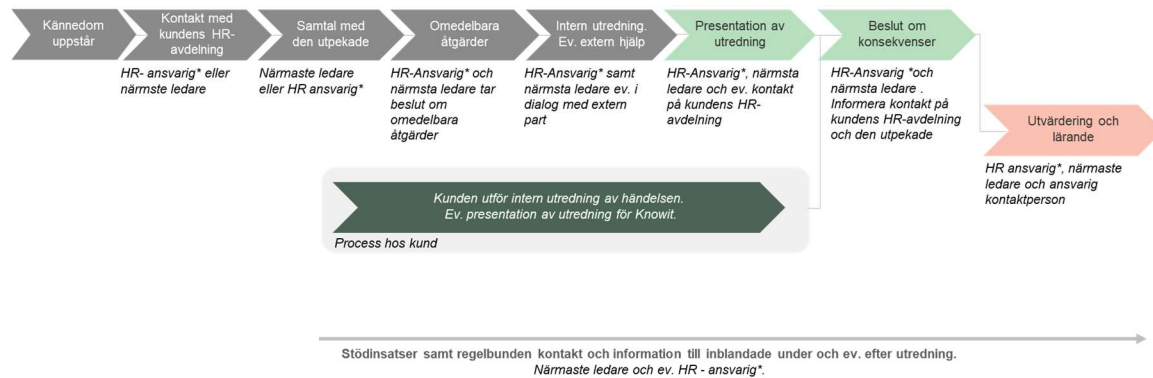 Kännedom
uppstår
Kontakt med
kundens HR-
avdelning
Samtal med
den utpekade
Omedelbara
åtgärder
Intern utredning.
Ev. extern hjälp
Presentation av
utredning
Beslut om
konsekvenser
HR- ansvarig* eller
närmste ledare
Närmaste ledare
eller HR ansvarig*
HR-Ansvarig* och
närmsta ledare tar
beslut om
omedelbara
åtgärder
HR-Ansvarig* samt
närmsta ledare ev. i
dialog med extern
part
HR-Ansvarig*, närmsta
ledare och ev. kontakt
på kundens HR-
avdelning
HR-Ansvarig *och
närmsta ledare .
Informera kontakt på
kundens HR-avdelning
och den utpekade
Utvärdering och
lärande
HR ansvarig*, närmaste
ledare och ansvarig
kontaktperson
Kunden utför intern utredning av händelsen.
Ev. presentation av utredning för Knowit.
Process hos kund
Stödinsatser samt regelbunden kontakt och information till inblandade under och ev. efter utredning.
Närmaste ledare och ev. HR - ansvarig*.